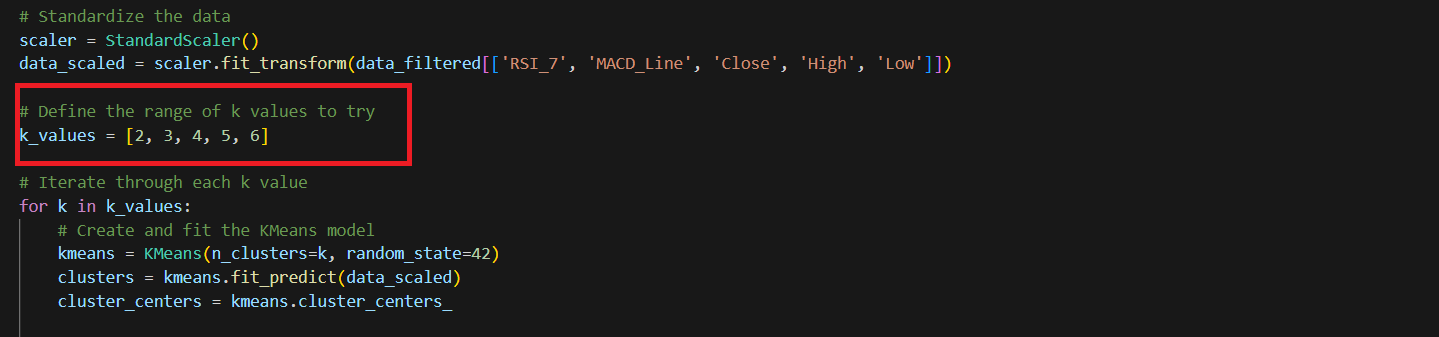 # Standardize the data
scaler = StandardScaler()
data_scaled = scaler.fit_transform(data_filtered[['RSI_7', 'MACD_Line', 'Close', 'High', 'Low']])
# Define the range of k values to try
k_values = [2, 3, 4, 5, 6]
# Iterate through each k value
for k in k_values:
# Create and fit the KMeans model
kmeans = KMeans(n_clusters=k, random_state=42)
clusters = kmeans.fit_predict(data_scaled)
cluster_centers = kmeans.cluster_centers_